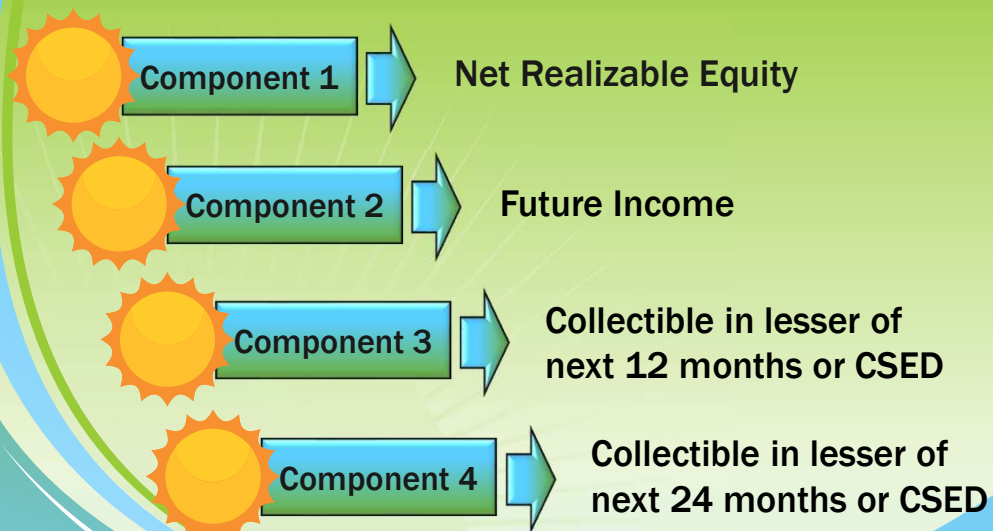 Component 1
Net Realizable Equity
Component 2
Future Income
Component 3
Collectible in lesser of
next 12 months or CSED
Component 4
Collectible in lesser of
next 24 months or CSED